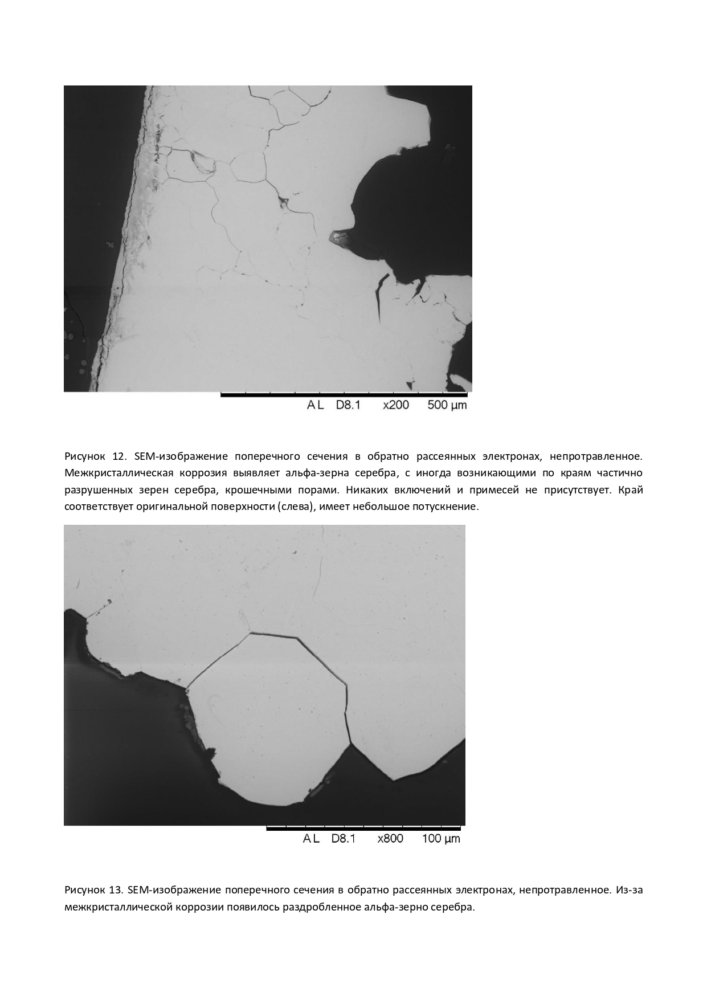 A L D8.1 x200 500 µm
Рисунок 12. SEM-изображение поперечного сечения в обратно рассеянных электронах, непротравленное.
Межкристаллическая коррозия выявляет альфа-зерна серебра, с иногда возникающими по краям частично
разрушенных зерен серебра, крошечными порами. Никаких включений и примесей не присутствует. Край
соответствует оригинальной поверхности (слева), имеет небольшое потускнение.
A L D8.1 x800 100 µm
Рисунок 13. SEM-изображение поперечного сечения в обратно рассеянных электронах, непротравленное. Из-за
межкристаллической коррозии появилось раздробленное альфа-зерно серебра.